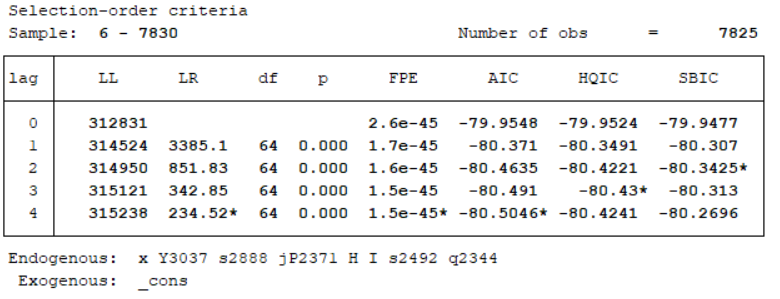 Selection-order criteria
Sample: 6 - 7830 Number of obs = 7825
lag LL LR df p FPE AIC HQIC SBIC
0 312831 2.6e-45 -79.9548 -79.9524 -79.9477
1 314524 3385.1 64 0.000 1.7e-45 -80.371 -80.3491 -80.307
2 314950 851.83 64 0.000 1.6e-45 -80.4635 -80.4221 -80.3425*
3 315121 342.85 64 0.000 1.5e-45 -80.491 -80.43* -80.313
4 315238 234.52* 64 0.000 1.5e-45* -80.5046* -80.4241 -80.2696
Endogenous: x Y3037 s2888 jP2371 H I s2492 q2344
Exogenous: _cons